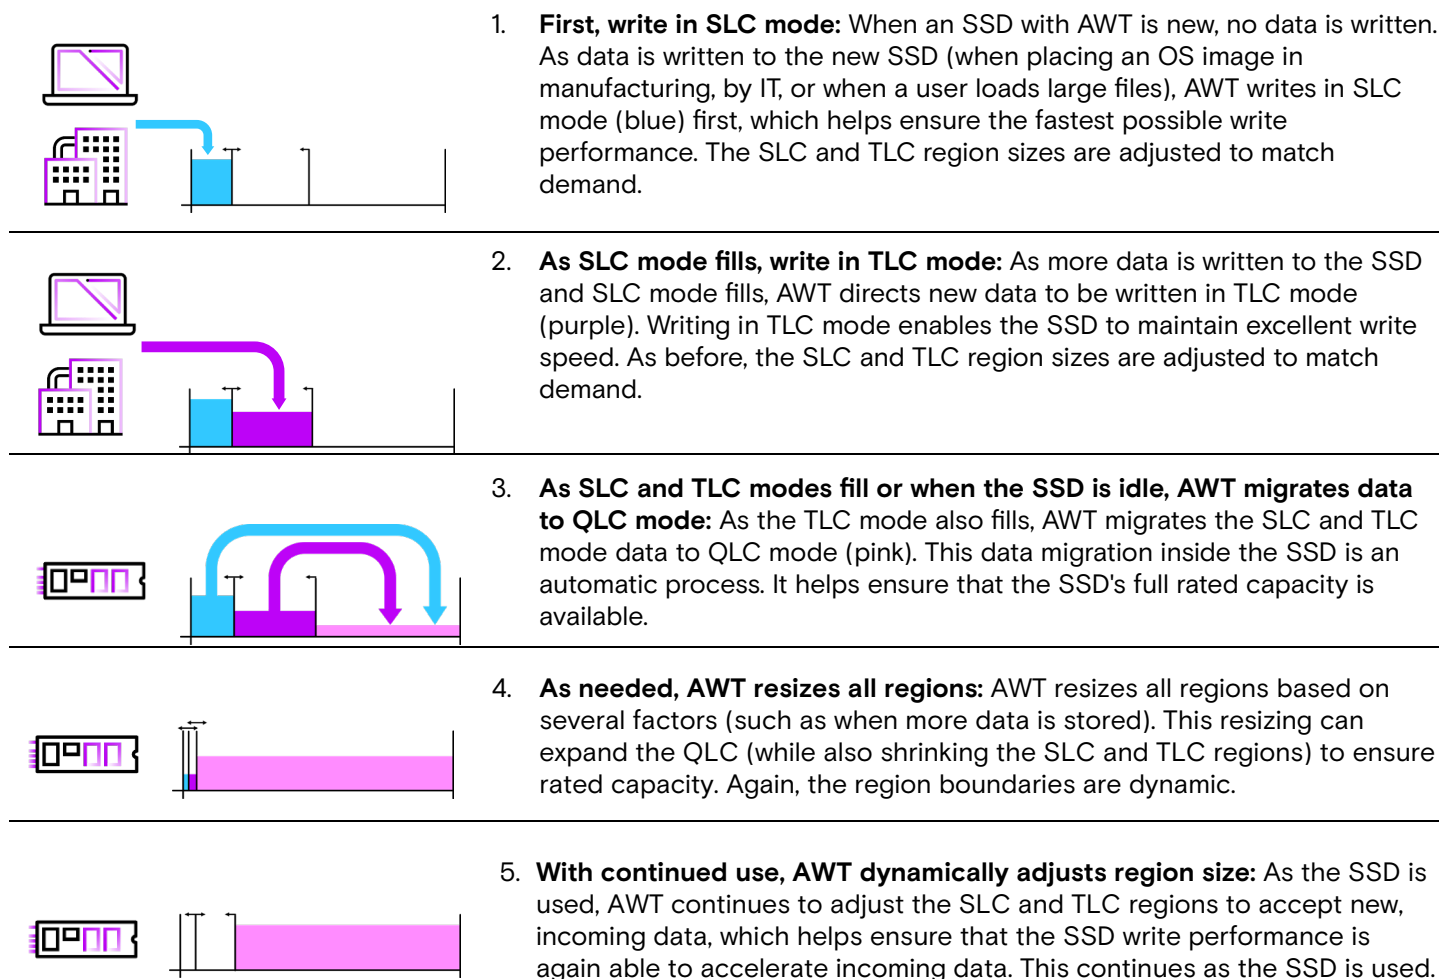 1. First, write in SLC mode: When an SSD with AWT is new, no data is written.
As data is written to the new SSD (when placing an OS image in
manufacturing, by IT, or when a user loads large files), AWT writes in SLC
mode (blue) first, which helps ensure the fastest possible write
performance. The SLC and TLC region sizes are adjusted to match
demand.
2. As SLC mode fills, write in TLC mode: As more data is written to the SSD
and SLC mode fills, AWT directs new data to be written in TLC mode
(purple). Writing in TLC mode enables the SSD to maintain excellent write
speed. As before, the SLC and TLC region sizes are adjusted to match
demand.
3. As SLC and TLC modes fill or when the SSD is idle, AWT migrates data
to QLC mode: As the TLC mode also fills, AWT migrates the SLC and TLC
mode data to QLC mode (pink). This data migration inside the SSD is an
automatic process. It helps ensure that the SSD's full rated capacity is
available.
4. As needed, AWT resizes all regions: AWT resizes all regions based on
several factors (such as when more data is stored). This resizing can
expand the QLC (while also shrinking the SLC and TLC regions) to ensure
rated capacity. Again, the region boundaries are dynamic.
5. With continued use, AWT dynamically adjusts region size: As the SSD is
used, AWT continues to adjust the SLC and TLC regions to accept new,
incoming data, which helps ensure that the SSD write performance is
again able to accelerate incoming data. This continues as the SSD is used.